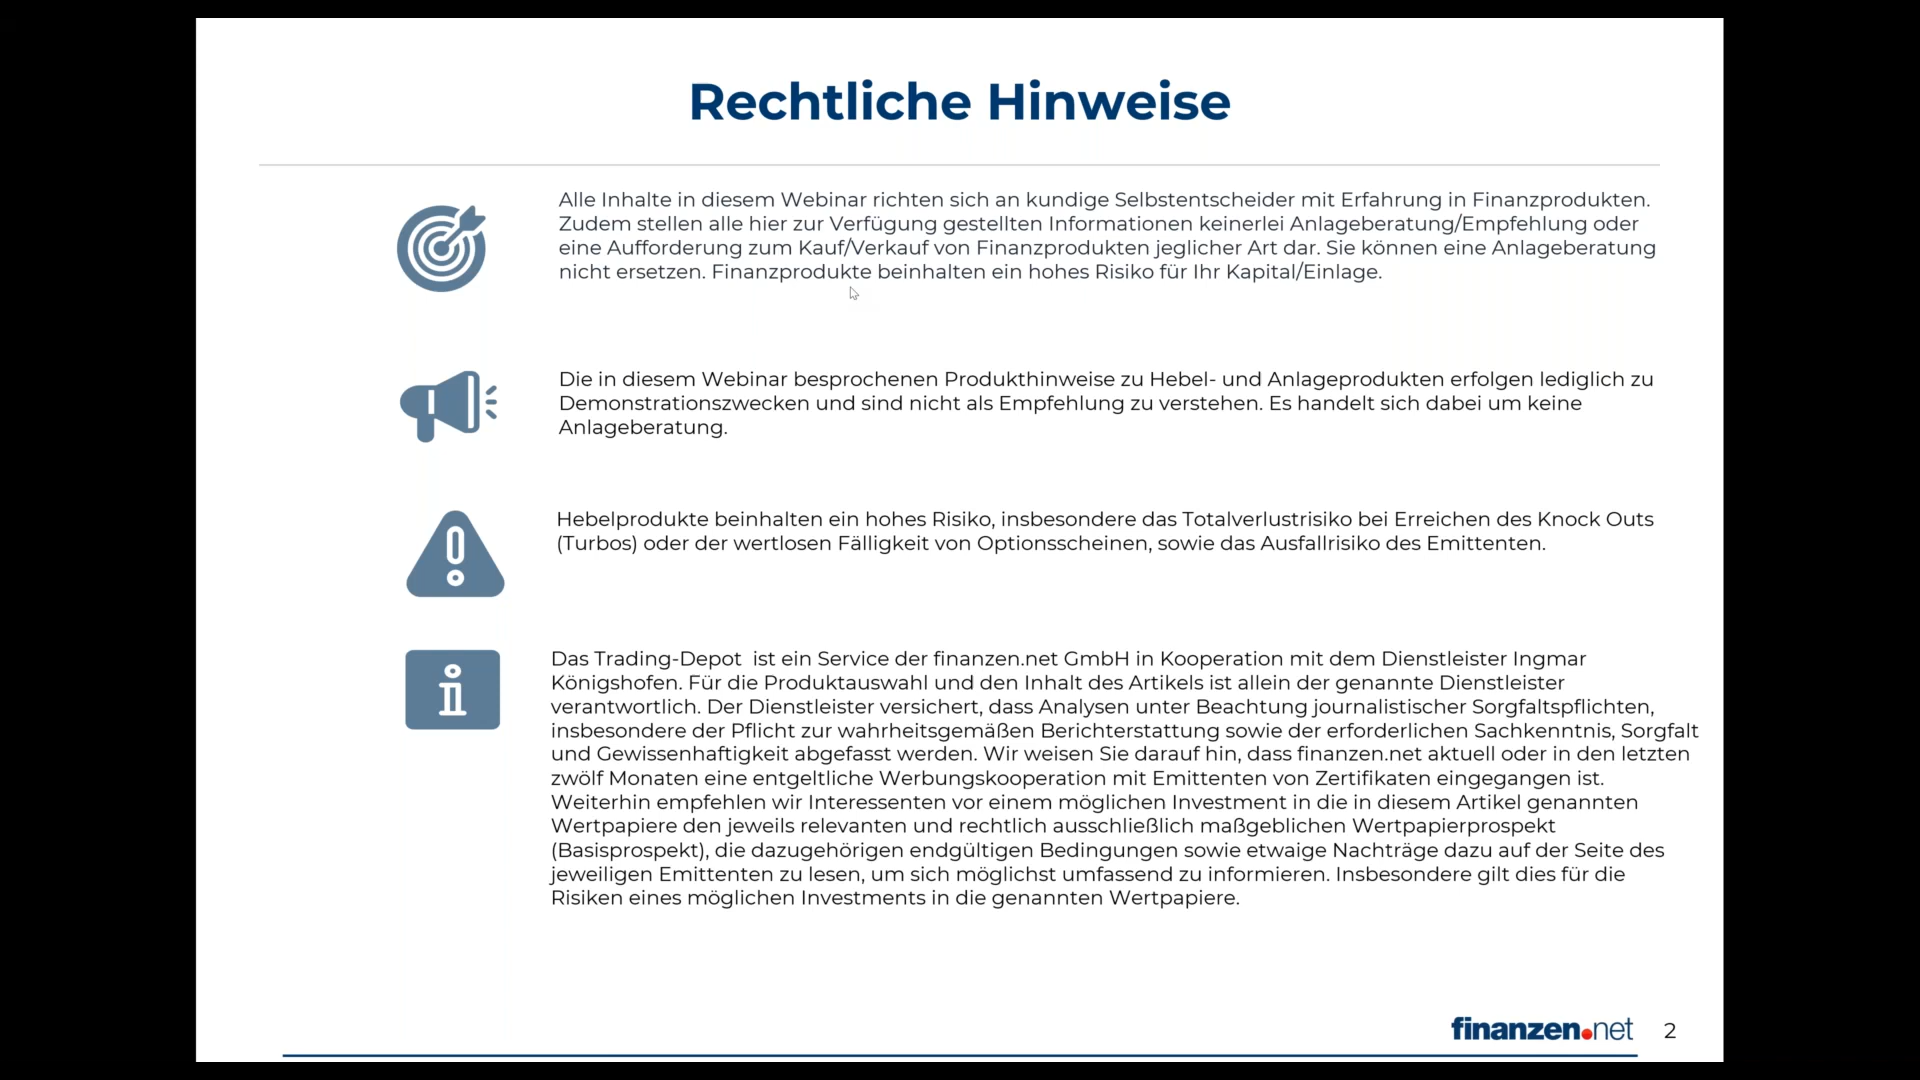 Rechtliche Hinweise
Alle Inhalte in diesem Webinar richten sich an kundige Selbstentscheider mit Erfahrung in Finanzprodukten.
Zudem stellen alle hier zur Verfügung gestellten Informationen keinerlei Anlageberatung/Empfehlung oder
eine Aufforderung zum Kauf/Verkauf von Finanzprodukten jeglicher Art dar. Sie können eine Anlageberatung
nicht ersetzen. Finanzprodukte beinhalten ein hohes Risiko für Ihr Kapital/Einlage.
Die in diesem Webinar besprochenen Produkthinweise zu Hebel- und Anlageprodukten erfolgen lediglich zu
Demonstrationszwecken und sind nicht als Empfehlung zu verstehen. Es handelt sich dabei um keine
Anlageberatung.
Hebelprodukte beinhalten ein hohes Risiko, insbesondere das Totalverlustrisiko bei Erreichen des Knock Outs
(Turbos) oder der wertlosen Fälligkeit von Optionsscheinen, sowie das Ausfallrisiko des Emittenten.
Das Trading-Depot  ist ein Service der finanzen.net GmbH in Kooperation mit dem Dienstleister Ingmar
Königshofen. Für die Produktauswahl und den Inhalt des Artikels ist allein der genannte Dienstleister
verantwortlich. Der Dienstleister versichert, dass Analysen unter Beachtung journalistischer Sorgfaltspflichten,
insbesondere der Pflicht zur wahrheitsgemäßen Berichterstattung sowie der erforderlichen Sachkenntnis, Sorgfalt
und Gewissenhaftigkeit abgefasst werden. Wir weisen Sie darauf hin, dass finanzen.net aktuell oder in den letzten
zwölf Monaten eine entgeltliche Werbungskooperation mit Emittenten von Zertifikaten eingegangen ist.
Weiterhin empfehlen wir Interessenten vor einem möglichen Investment in die in diesem Artikel genannten
Wertpapiere den jeweils relevanten und rechtlich ausschließlich maßgeblichen Wertpapierprospekt
(Basisprospekt), die dazugehörigen endgültigen Bedingungen sowie etwaige Nachträge dazu auf der Seite des
jeweiligen Emittenten zu lesen, um sich möglichst umfassend zu informieren. Insbesondere gilt dies für die
Risiken eines möglichen Investments in die genannten Wertpapiere.
finanzen.net 2